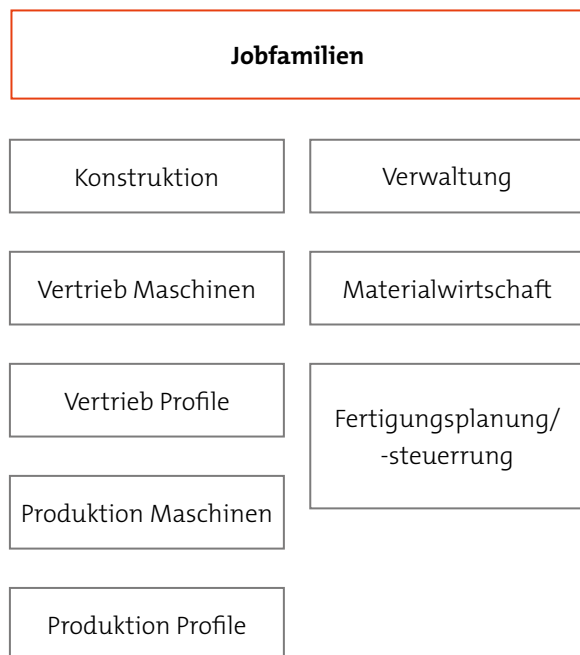 Jobfamilien
Konstruktion
Vertrieb Maschinen
Vertrieb Profile
Produktion Maschinen
Produktion Profile
Verwaltung
Materialwirtschaft
Fertigungsplanung/
-steuerrung